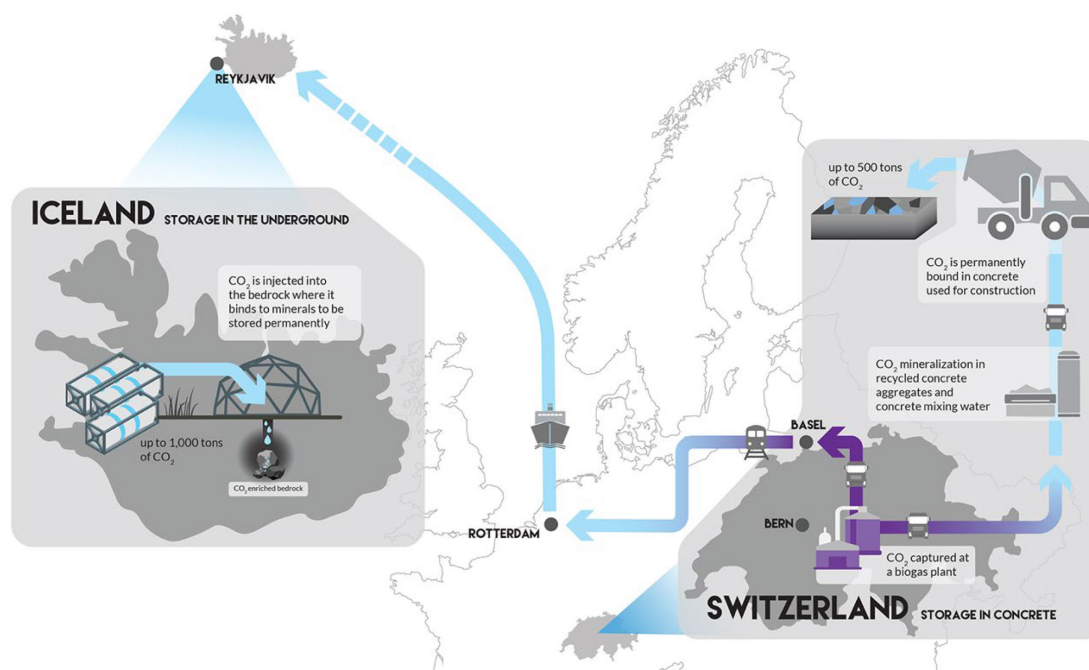 REYKJAVIK
ICELAND STORAGE IN THE UNDERGROUND
CO₂ is injected into
the bedrock where it
binds to minerals to be
stored permanently
up to 1,000 tons
of CO₂
CO₂ enriched bedrock
ROTTERDAM
up to 500 tons
of CO₂
CO₂ is permanently
bound in concrete
used for construction
CO₂ mineralization in
recycled concrete
aggregates and
concrete mixing water
BASEL
BERN
CO₂ captured at
a biogas plant
SWITZERLAND STORAGE IN CONCRETE